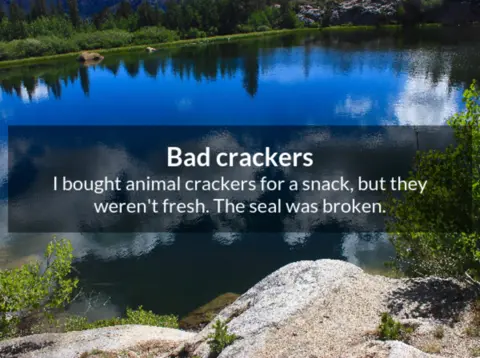 Bad crackers
I bought animal crackers for a snack, but they
weren't fresh. The seal was broken.